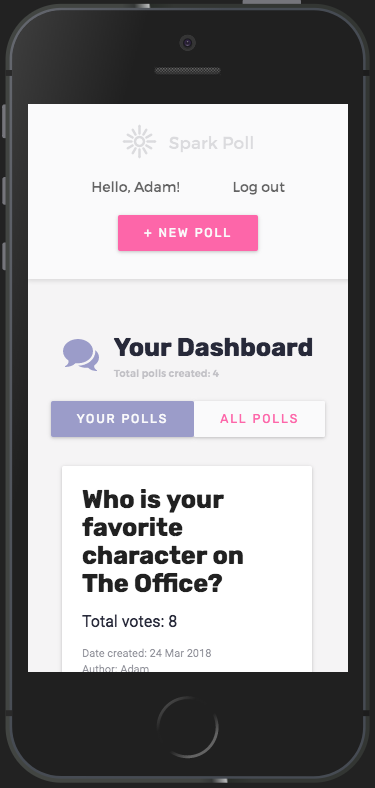 Spark Poll
Hello, Adam! Log out
+ NEW POLL
Your Dashboard
Total polls created: 4
YOUR POLLS ALL POLLS
Who is your
favorite
character on
The Office?
Total votes: 8
Date created: 24 Mar 2018
Author: Adam